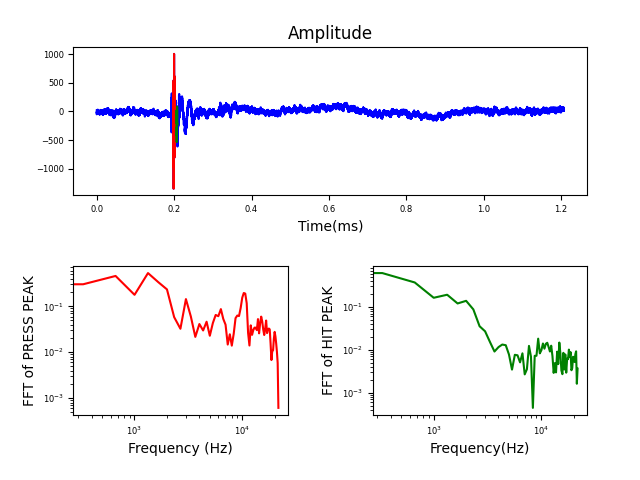 Amplitude
1000
500
0
−500
−1000
0.0 0.2 0.4 0.6 0.8 1.0 1.2
Time(ms)
FFT of PRESS PEAK
10⁻¹
10⁻²
10⁻³
10³ 10⁴
Frequency (Hz)
FFT of HIT PEAK
10⁻¹
10⁻²
10⁻³
10³ 10⁴
Frequency(Hz)